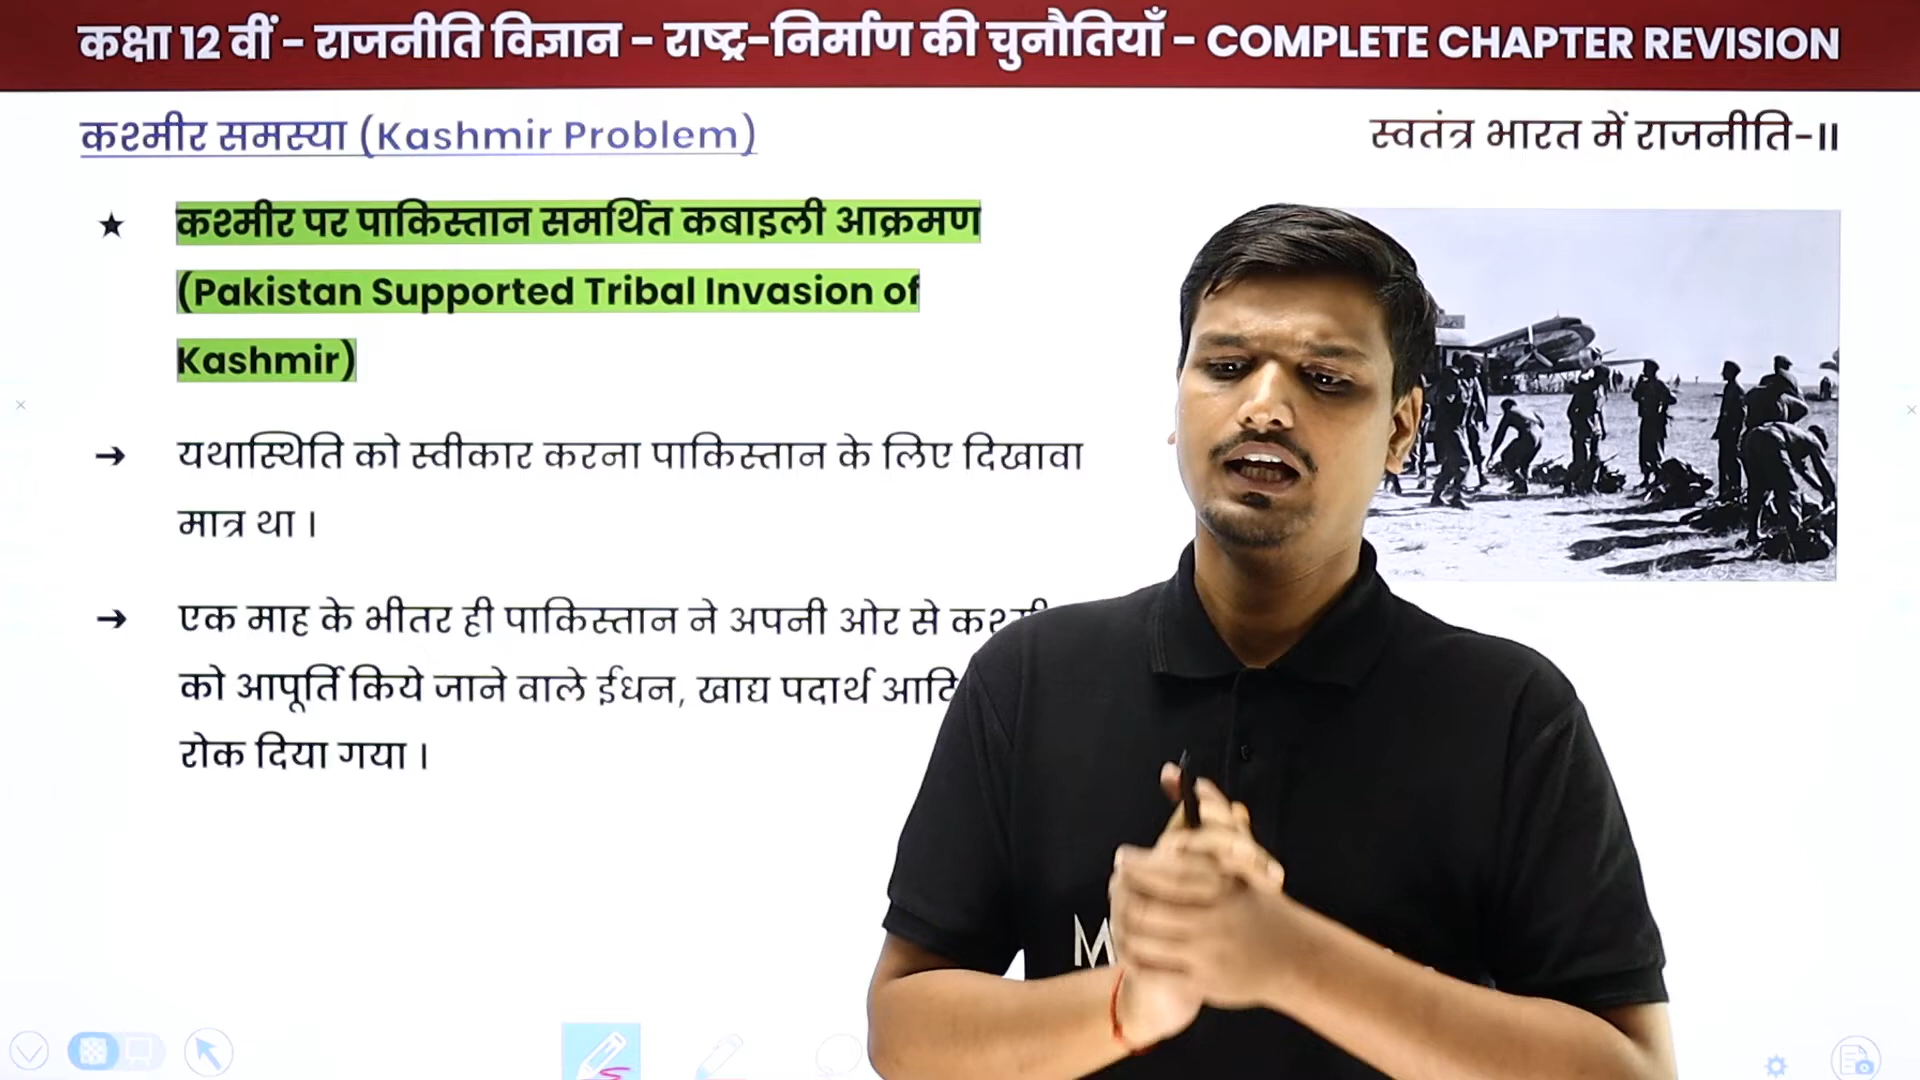 कक्षा 12 वीं - राजनीति विज्ञान - राष्ट्र-निर्माण की चुनौतियाँ - COMPLETE CHAPTER REVISION
कश्मीर समस्या (Kashmir Problem)
स्वतंत्र भारत में राजनीति-II
★ कश्मीर पर पाकिस्तान समर्थित कबाइली आक्रमण
(Pakistan Supported Tribal Invasion of
Kashmir)
→ यथास्थिति को स्वीकार करना पाकिस्तान के लिए दिखावा
मात्र था ।
→ एक माह के भीतर ही पाकिस्तान ने अपनी ओर से
को आपूर्ति किये जाने वाले ईधन, खाद्य पदार्थ
रोक दिया गया ।